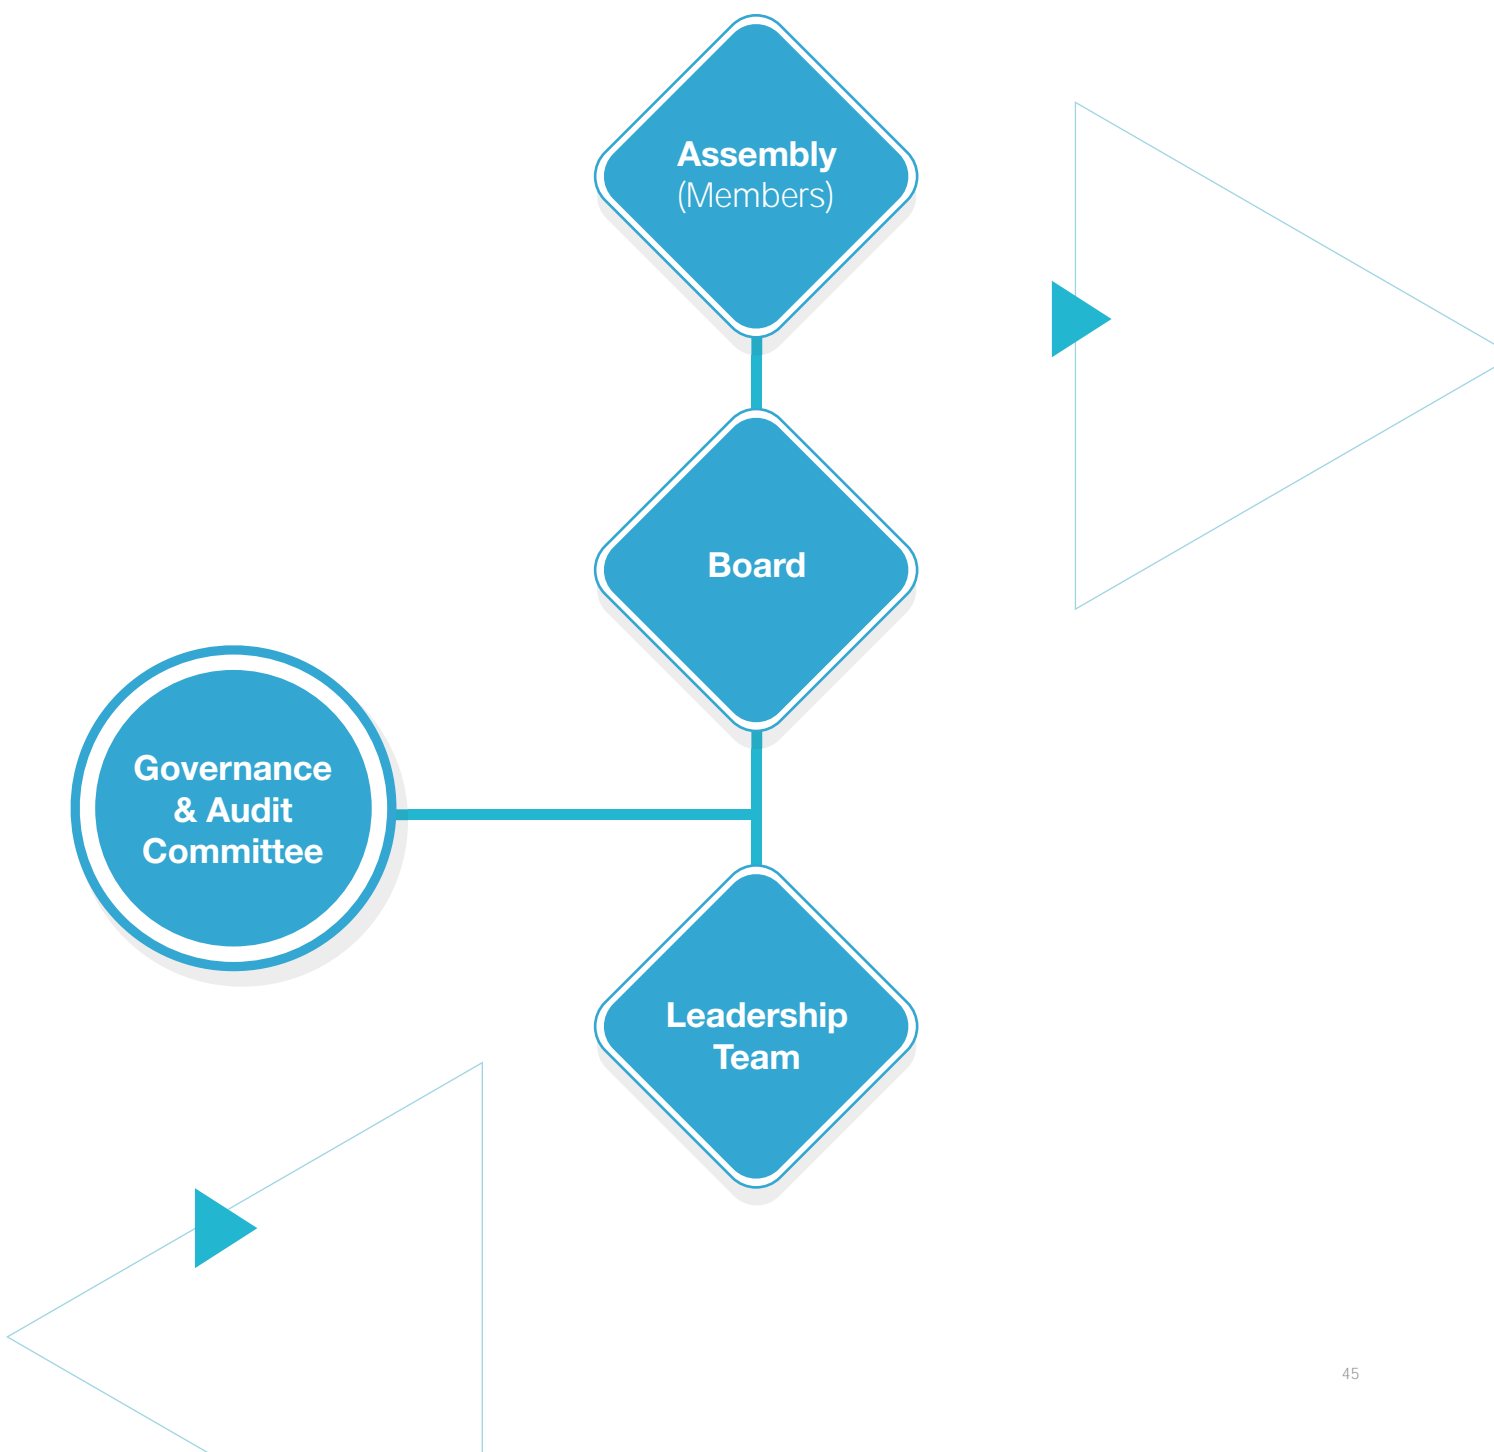 Assembly
(Members)
Board
Governance
& Audit
Committee
Leadership
Team
45